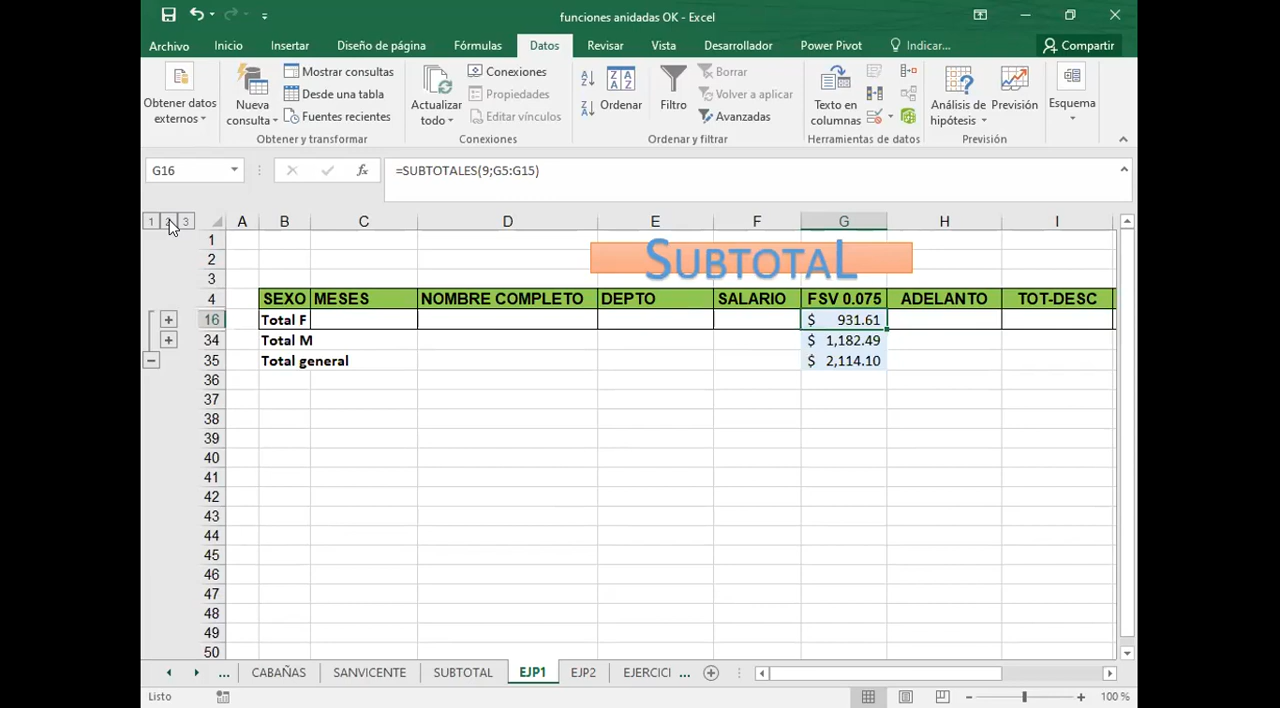 funciones anidadas OK - Excel
Archivo Inicio Insertar Diseño de página Fórmulas Datos Revisar Vista Desarrollador Power Pivot Indicar... Compartir
Obtener datos externos
Nueva consulta
Mostrar consultas
Desde una tabla
Fuentes recientes
Obtener y transformar
Actualizar todo
Conexiones
Propiedades
Editar vínculos
Conexiones
Ordenar
Filtro
Borrar
Volver a aplicar
Avanzadas
Ordenar y filtrar
Texto en columnas
Herramientas de datos
Análisis de hipótesis
Previsión
Previsión
Esquema
G16 fx =SUBTOTALES(9;G5:G15)
1 2 3 A B C D E F G H I
1
2 SUBTOTAL
3
4 SEXO MESES NOMBRE COMPLETO DEPTO SALARIO FSV 0.075 ADELANTO TOT-DESC
16 Total F $ 931.61
34 Total M $ 1,182.49
35 Total general $ 2,114.10
36
37
38
39
40
41
42
43
44
45
46
47
48
49
50
... CABAÑAS SANVICENTE SUBTOTAL EJP1 EJP2 EJERCICI ...
Listo 100 %